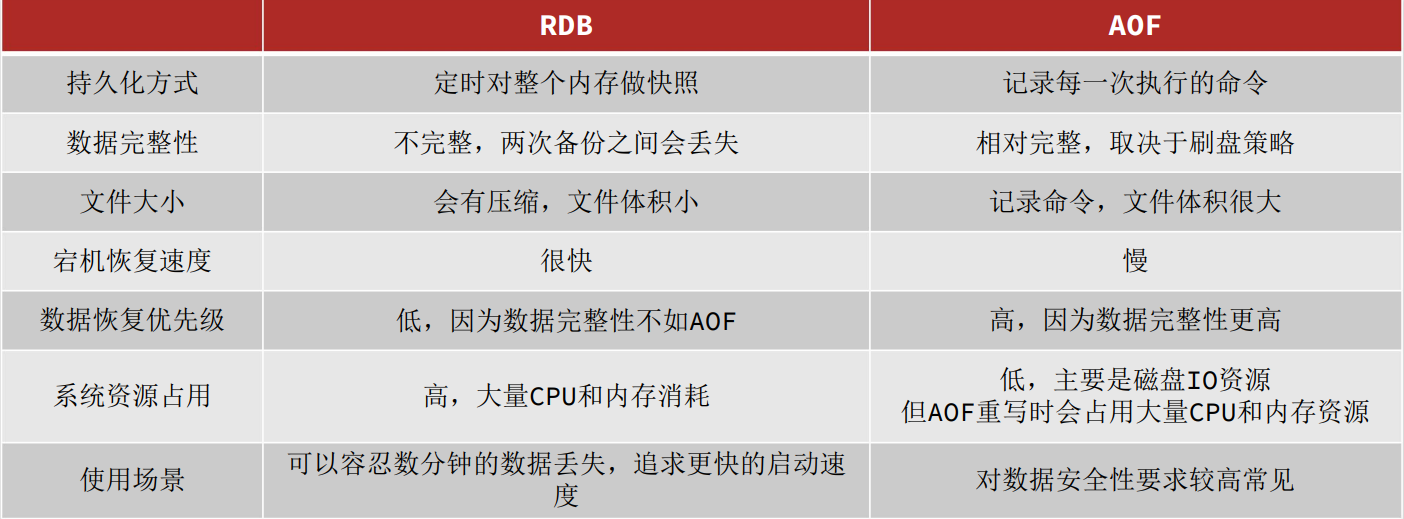 RDB AOF
持久化方式 定时对整个内存做快照 记录每一次执行的命令
数据完整性 不完整，两次备份之间会丢失 相对完整，取决于刷盘策略
文件大小 会有压缩，文件体积小 记录命令，文件体积很大
宕机恢复速度 很快 慢
数据恢复优先级 低，因为数据完整性不如AOF 高，因为数据完整性更高
系统资源占用 高，大量CPU和内存消耗 低，主要是磁盘IO资源
但AOF重写时会占用大量CPU和内存资源
使用场景 可以容忍数分钟的数据丢失，追求更快的启动速
度 对数据安全性要求较高常见